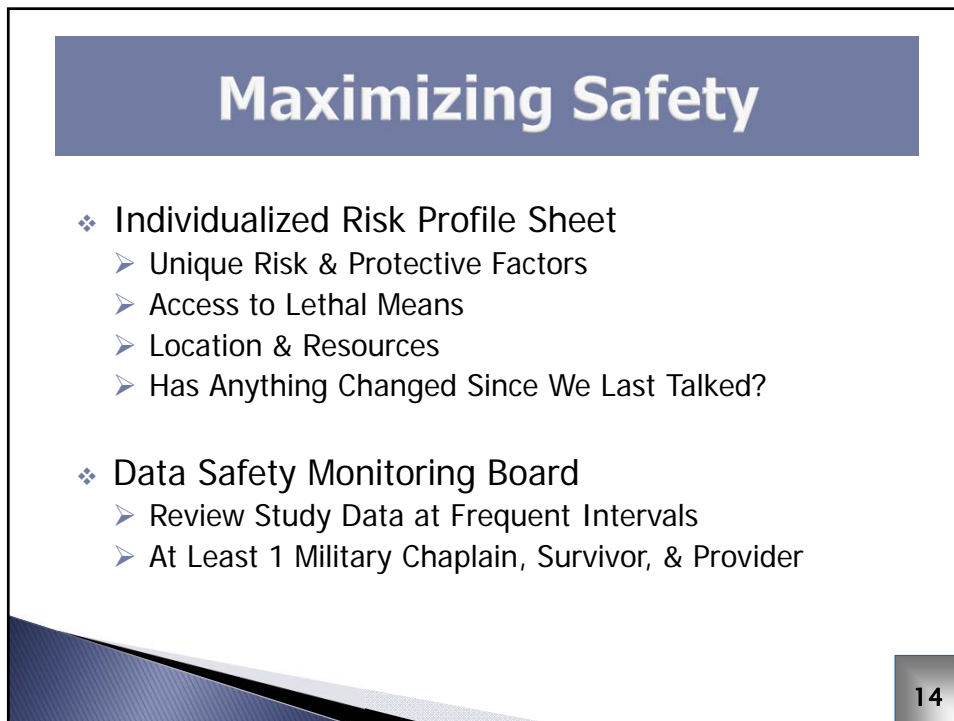 Maximizing Safety
❖ Individualized Risk Profile Sheet
➢ Unique Risk & Protective Factors
➢ Access to Lethal Means
➢ Location & Resources
➢ Has Anything Changed Since We Last Talked?
❖ Data Safety Monitoring Board
➢ Review Study Data at Frequent Intervals
➢ At Least 1 Military Chaplain, Survivor, & Provider
14